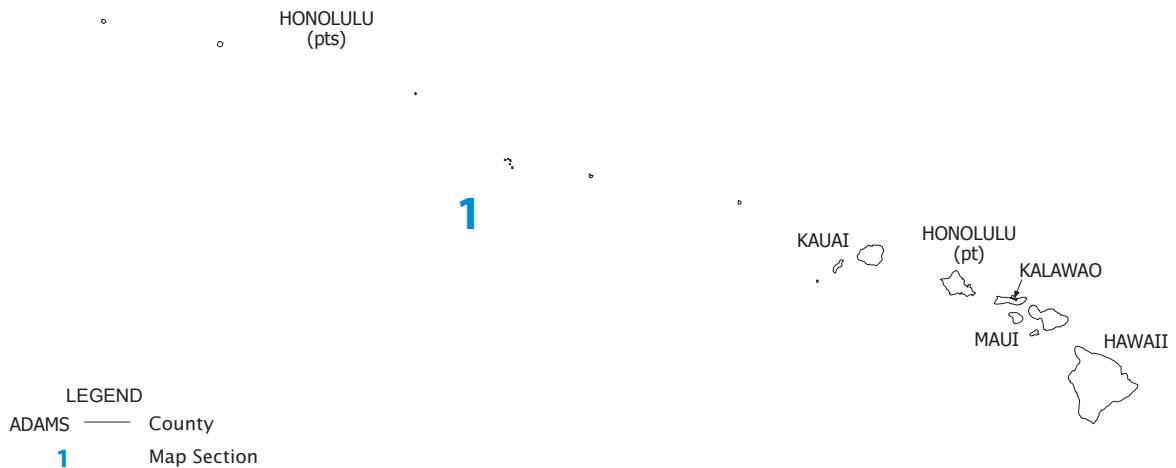 HONOLULU
(pts)
1
KAUAI
HONOLULU
(pt)
KALAWAO
MAUI
HAWAII
LEGEND
ADAMS County
1 Map Section